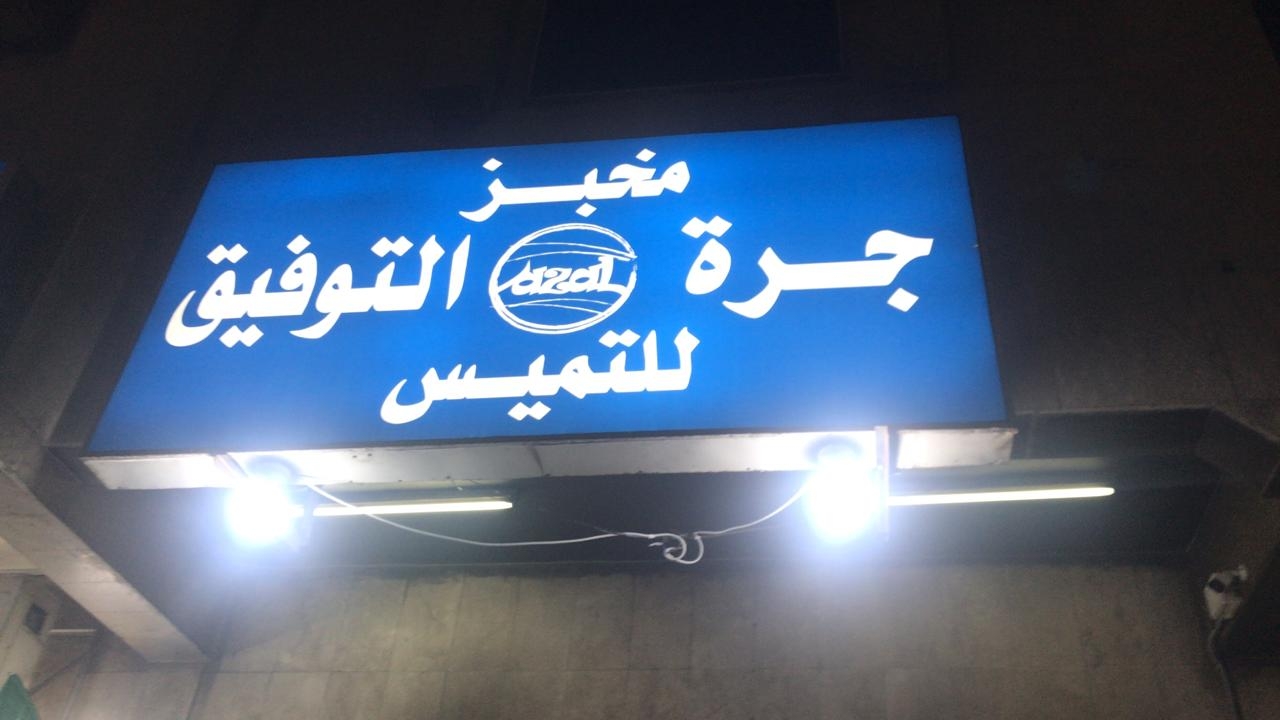 مخبز
جرة azal التوفيق
للتميس